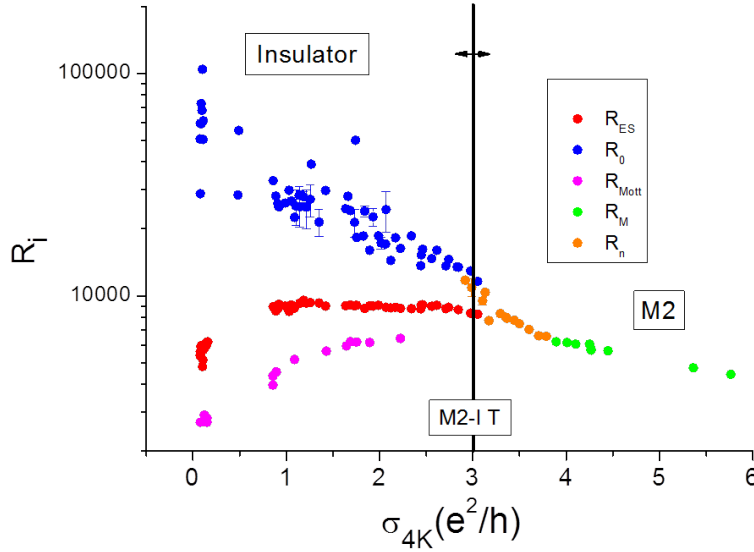 Insulator
100000
10000
R_i
R_ES
R_0
R_Mott
R_M
R_n
M2
M2-I T
0 1 2 3 4 5 6
σ_4K(e^2/h)